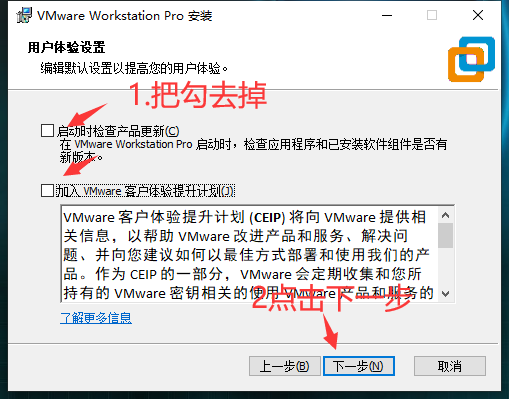 VMware Workstation Pro 安装
用户体验设置
编辑默认设置以提高您的用户体验。
1.把勾去掉
启动时检查产品更新(C)
在 VMware Workstation Pro 启动时，检查应用程序和已安装软件组件是否有
新版本。
加入 VMware 客户体验提升计划(J)
VMware 客户体验提升计划 (CEIP) 将向 VMware 提供相
关信息，以帮助 VMware 改进产品和服务、解决问
题、并向您建议如何以最佳方式部署和使用我们的产
品。作为 CEIP 的一部分，VMware 会定期收集和您所
持有的 VMware 密钥相关的使用 VMware 产品和服务的
2点击下一步
了解更多信息
上一步(B)
下一步(N)
取消